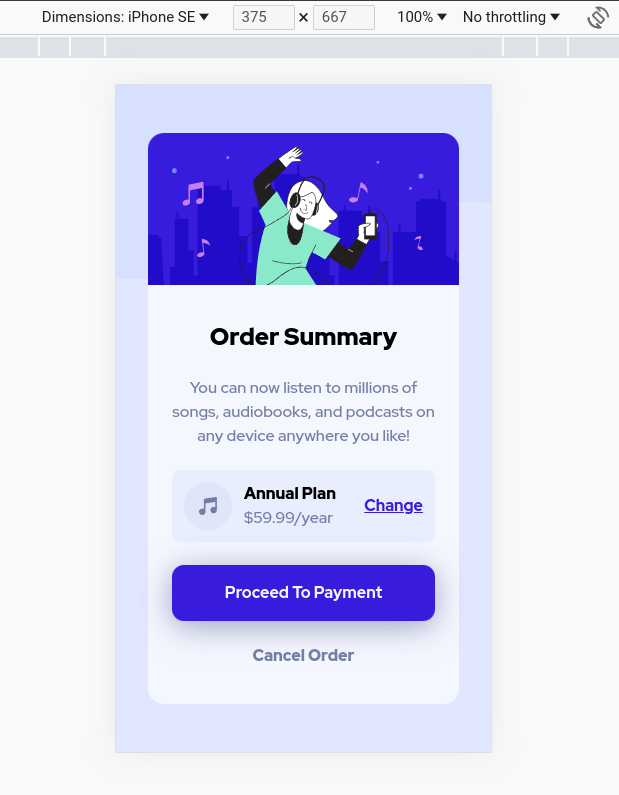 Dimensions: iPhone SE 375 × 667 100% No throttling
Order Summary
You can now listen to millions of
songs, audiobooks, and podcasts on
any device anywhere you like!
Annual Plan
$59.99/year
Change
Proceed To Payment
Cancel Order